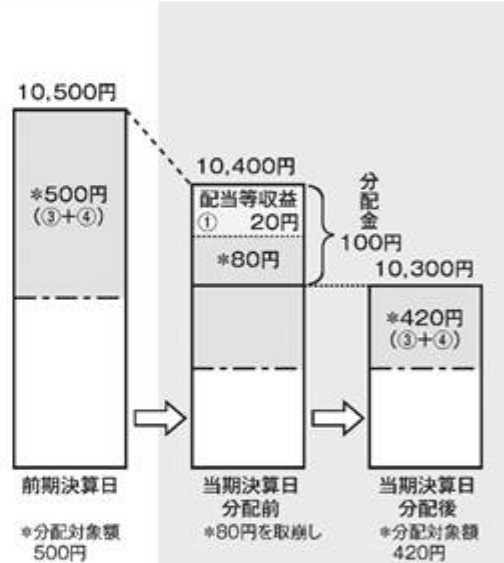 10,500円
*500円
(③+④)
前期決算日
*分配対象額
500円
10,400円
配当等収益
① 20円
*80円
分配金
100円
当期決算日
分配前
*80円を取崩し
10,300円
*420円
(③+④)
当期決算日
分配後
*分配対象額
420円